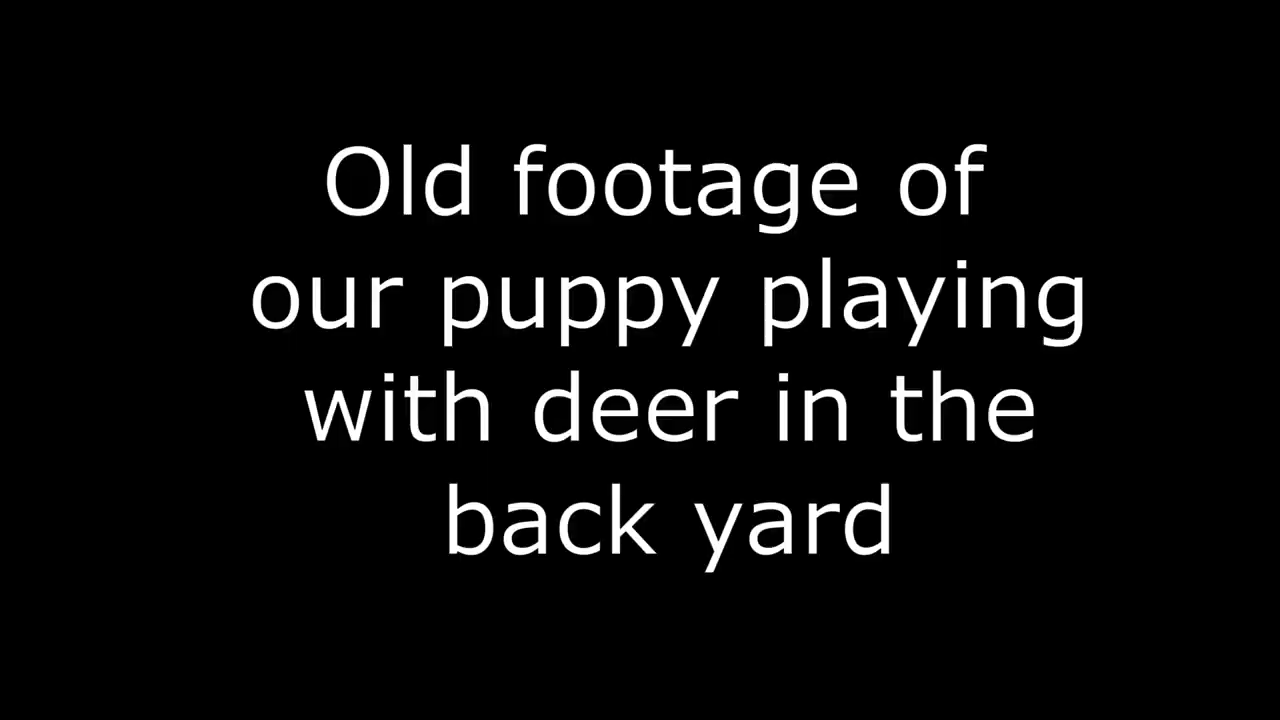 Old footage of
our puppy playing
with deer in the
back yard